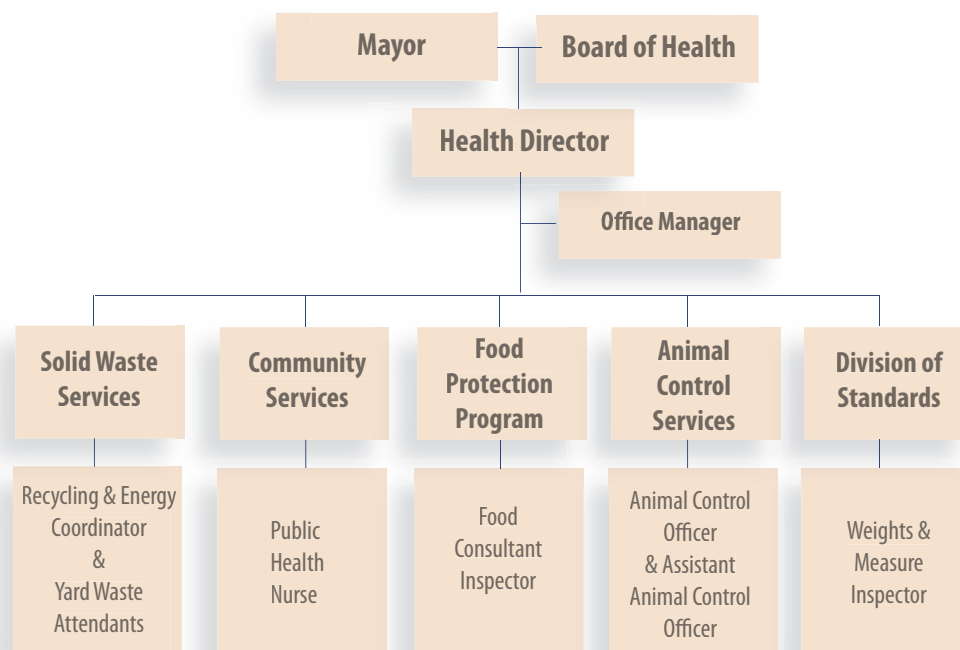 Mayor
Board of Health
Health Director
Office Manager
Solid Waste
Services
Community
Services
Food
Protection
Program
Animal
Control
Services
Division of
Standards
Recycling & Energy
Coordinator
&
Yard Waste
Attendants
Public
Health
Nurse
Food
Consultant
Inspector
Animal Control
Officer
& Assistant
Animal Control
Officer
Weights &
Measure
Inspector